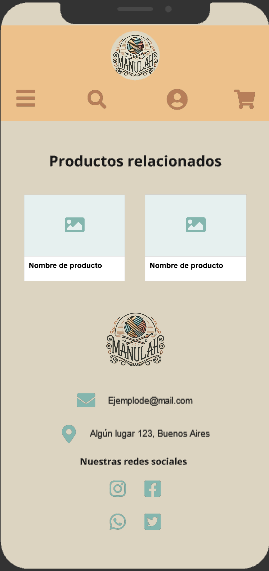 MANULAH
Productos relacionados
Nombre de producto
Nombre de producto
MANULAH
Ejemplode@mail.com
Algún lugar 123, Buenos Aires
Nuestras redes sociales